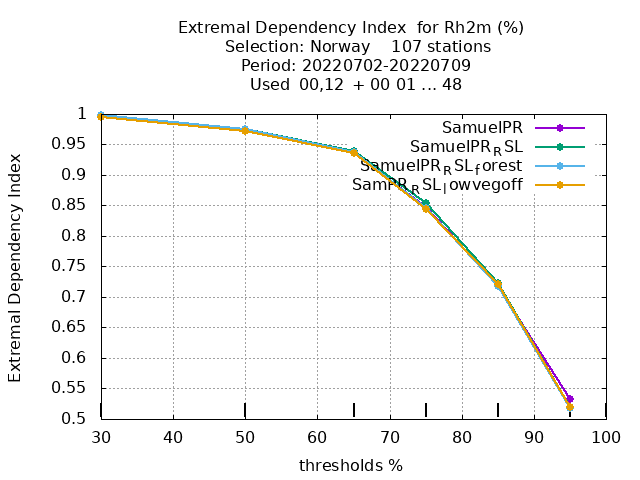 Extremal Dependency Index  for Rh2m (%)
Selection: Norway    107 stations
Period: 20220702-20220709
Used  00,12  + 00 01 ... 48
SamuelPR
SamuelPR_RSL
SamuelPR_RSL_forest
SamPR_RSL_lowvegoff
Extremal Dependency Index
1
0.95
0.9
0.85
0.8
0.75
0.7
0.65
0.6
0.55
0.5
30 40 50 60 70 80 90 100
thresholds %